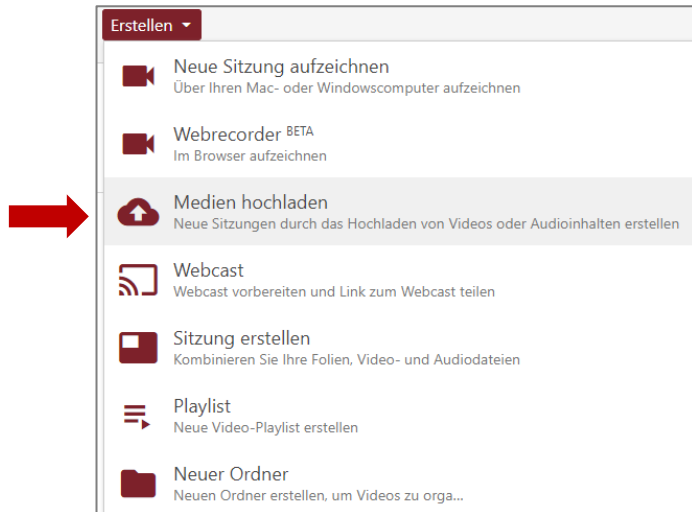 Erstellen
Neue Sitzung aufzeichnen
Über Ihren Mac- oder Windowscomputer aufzeichnen
Webrecorder BETA
Im Browser aufzeichnen
Medien hochladen
Neue Sitzungen durch das Hochladen von Videos oder Audioinhalten erstellen
Webcast
Webcast vorbereiten und Link zum Webcast teilen
Sitzung erstellen
Kombinieren Sie Ihre Folien, Video- und Audiodateien
Playlist
Neue Video-Playlist erstellen
Neuer Ordner
Neuen Ordner erstellen, um Videos zu orga...